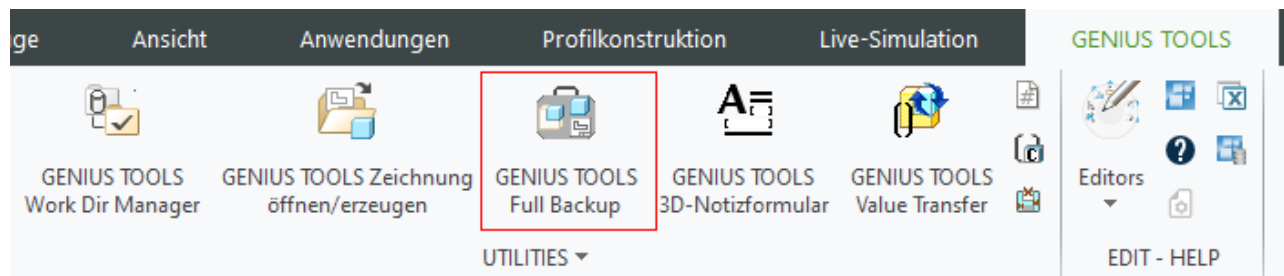 ge Ansicht Anwendungen Profilkonstruktion Live-Simulation GENIUS TOOLS
GENIUS TOOLS
Work Dir Manager
GENIUS TOOLS Zeichnung
öffnen/erzeugen
GENIUS TOOLS
Full Backup
GENIUS TOOLS
3D-Notizformular
GENIUS TOOLS
Value Transfer
Editors
UTILITIES
EDIT - HELP